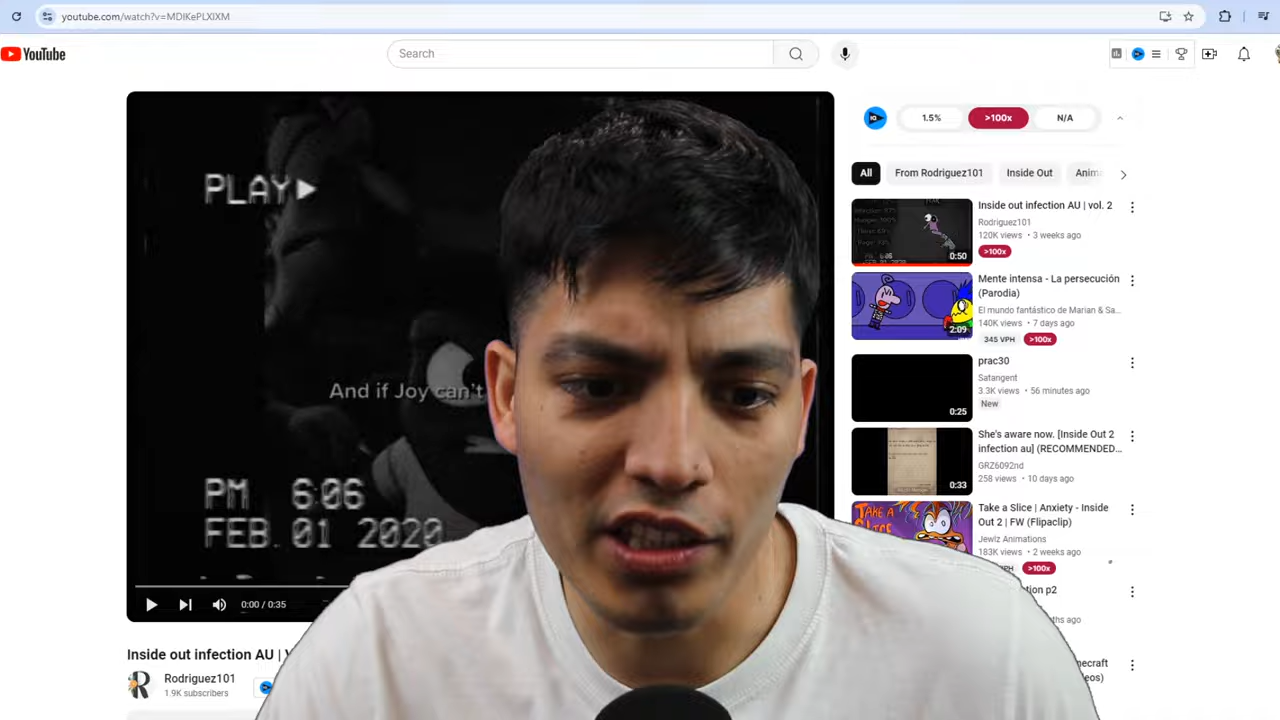 youtube.com/watch?v=MDIKePLXlXM
YouTube
Search
PLAY
And if Joy can't
PM 6:06
FEB.01 2020
0:00 / 0:35
Inside out infection AU |
Rodriguez101
1.9K subscribers
1.5%
>100x
N/A
All
From Rodriguez101
Inside Out
Anim
Inside out infection AU | vol. 2
Rodriguez101
120K views • 3 weeks ago
>100x
0:50
Mente intensa - La persecución
(Parodia)
El mundo fantástico de Marian & Sa...
140K views • 7 days ago
345 VPH
>100x
2:09
prac30
Satangent
3.3K views • 56 minutes ago
New
0:25
She's aware now. [Inside Out 2
infection au] (RECOMMENDED...
GRZ6092nd
258 views • 10 days ago
0:33
Take a Slice | Anxiety - Inside
Out 2 | FW (Flipaclip)
Jewlz Animations
183K views • 2 weeks ago
>100x
TAKE A
p2
ago